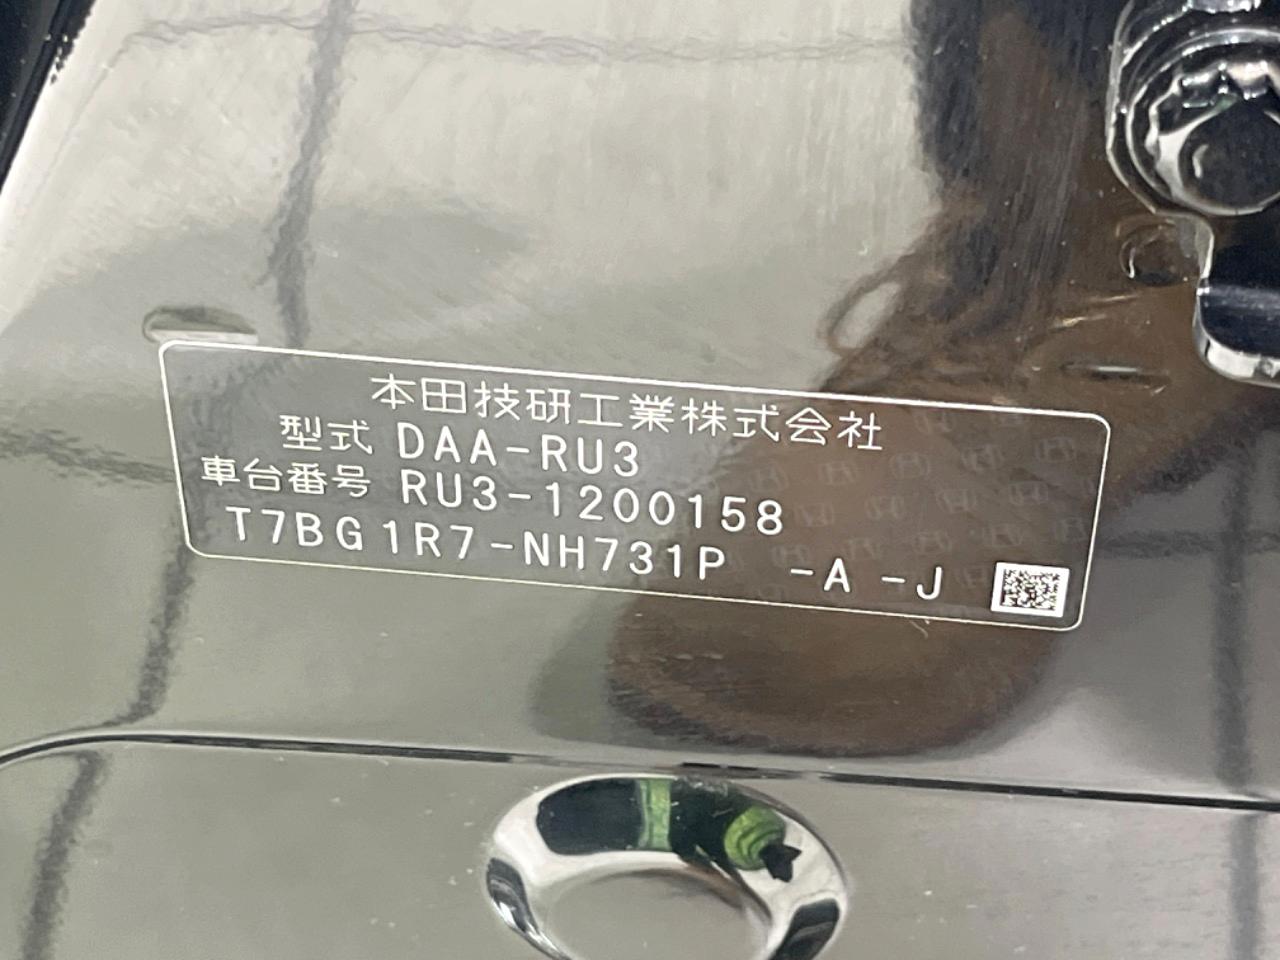 本田技研工業株式会社
型式 DAA-RU3
車台番号 RU3-1200158
T7BG1R7-NH731P -A -J